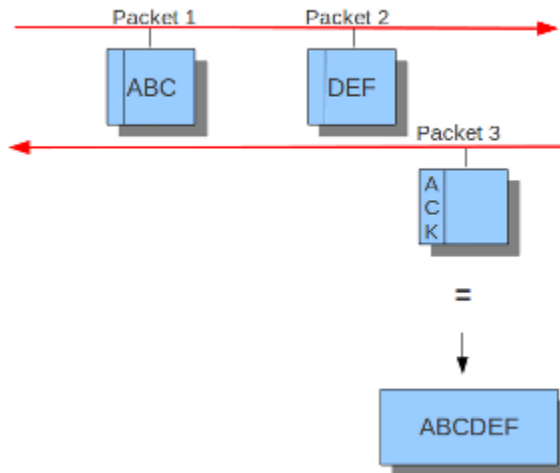 Packet 1
Packet 2
ABC
DEF
Packet 3
A
C
K
=
ABCDEF